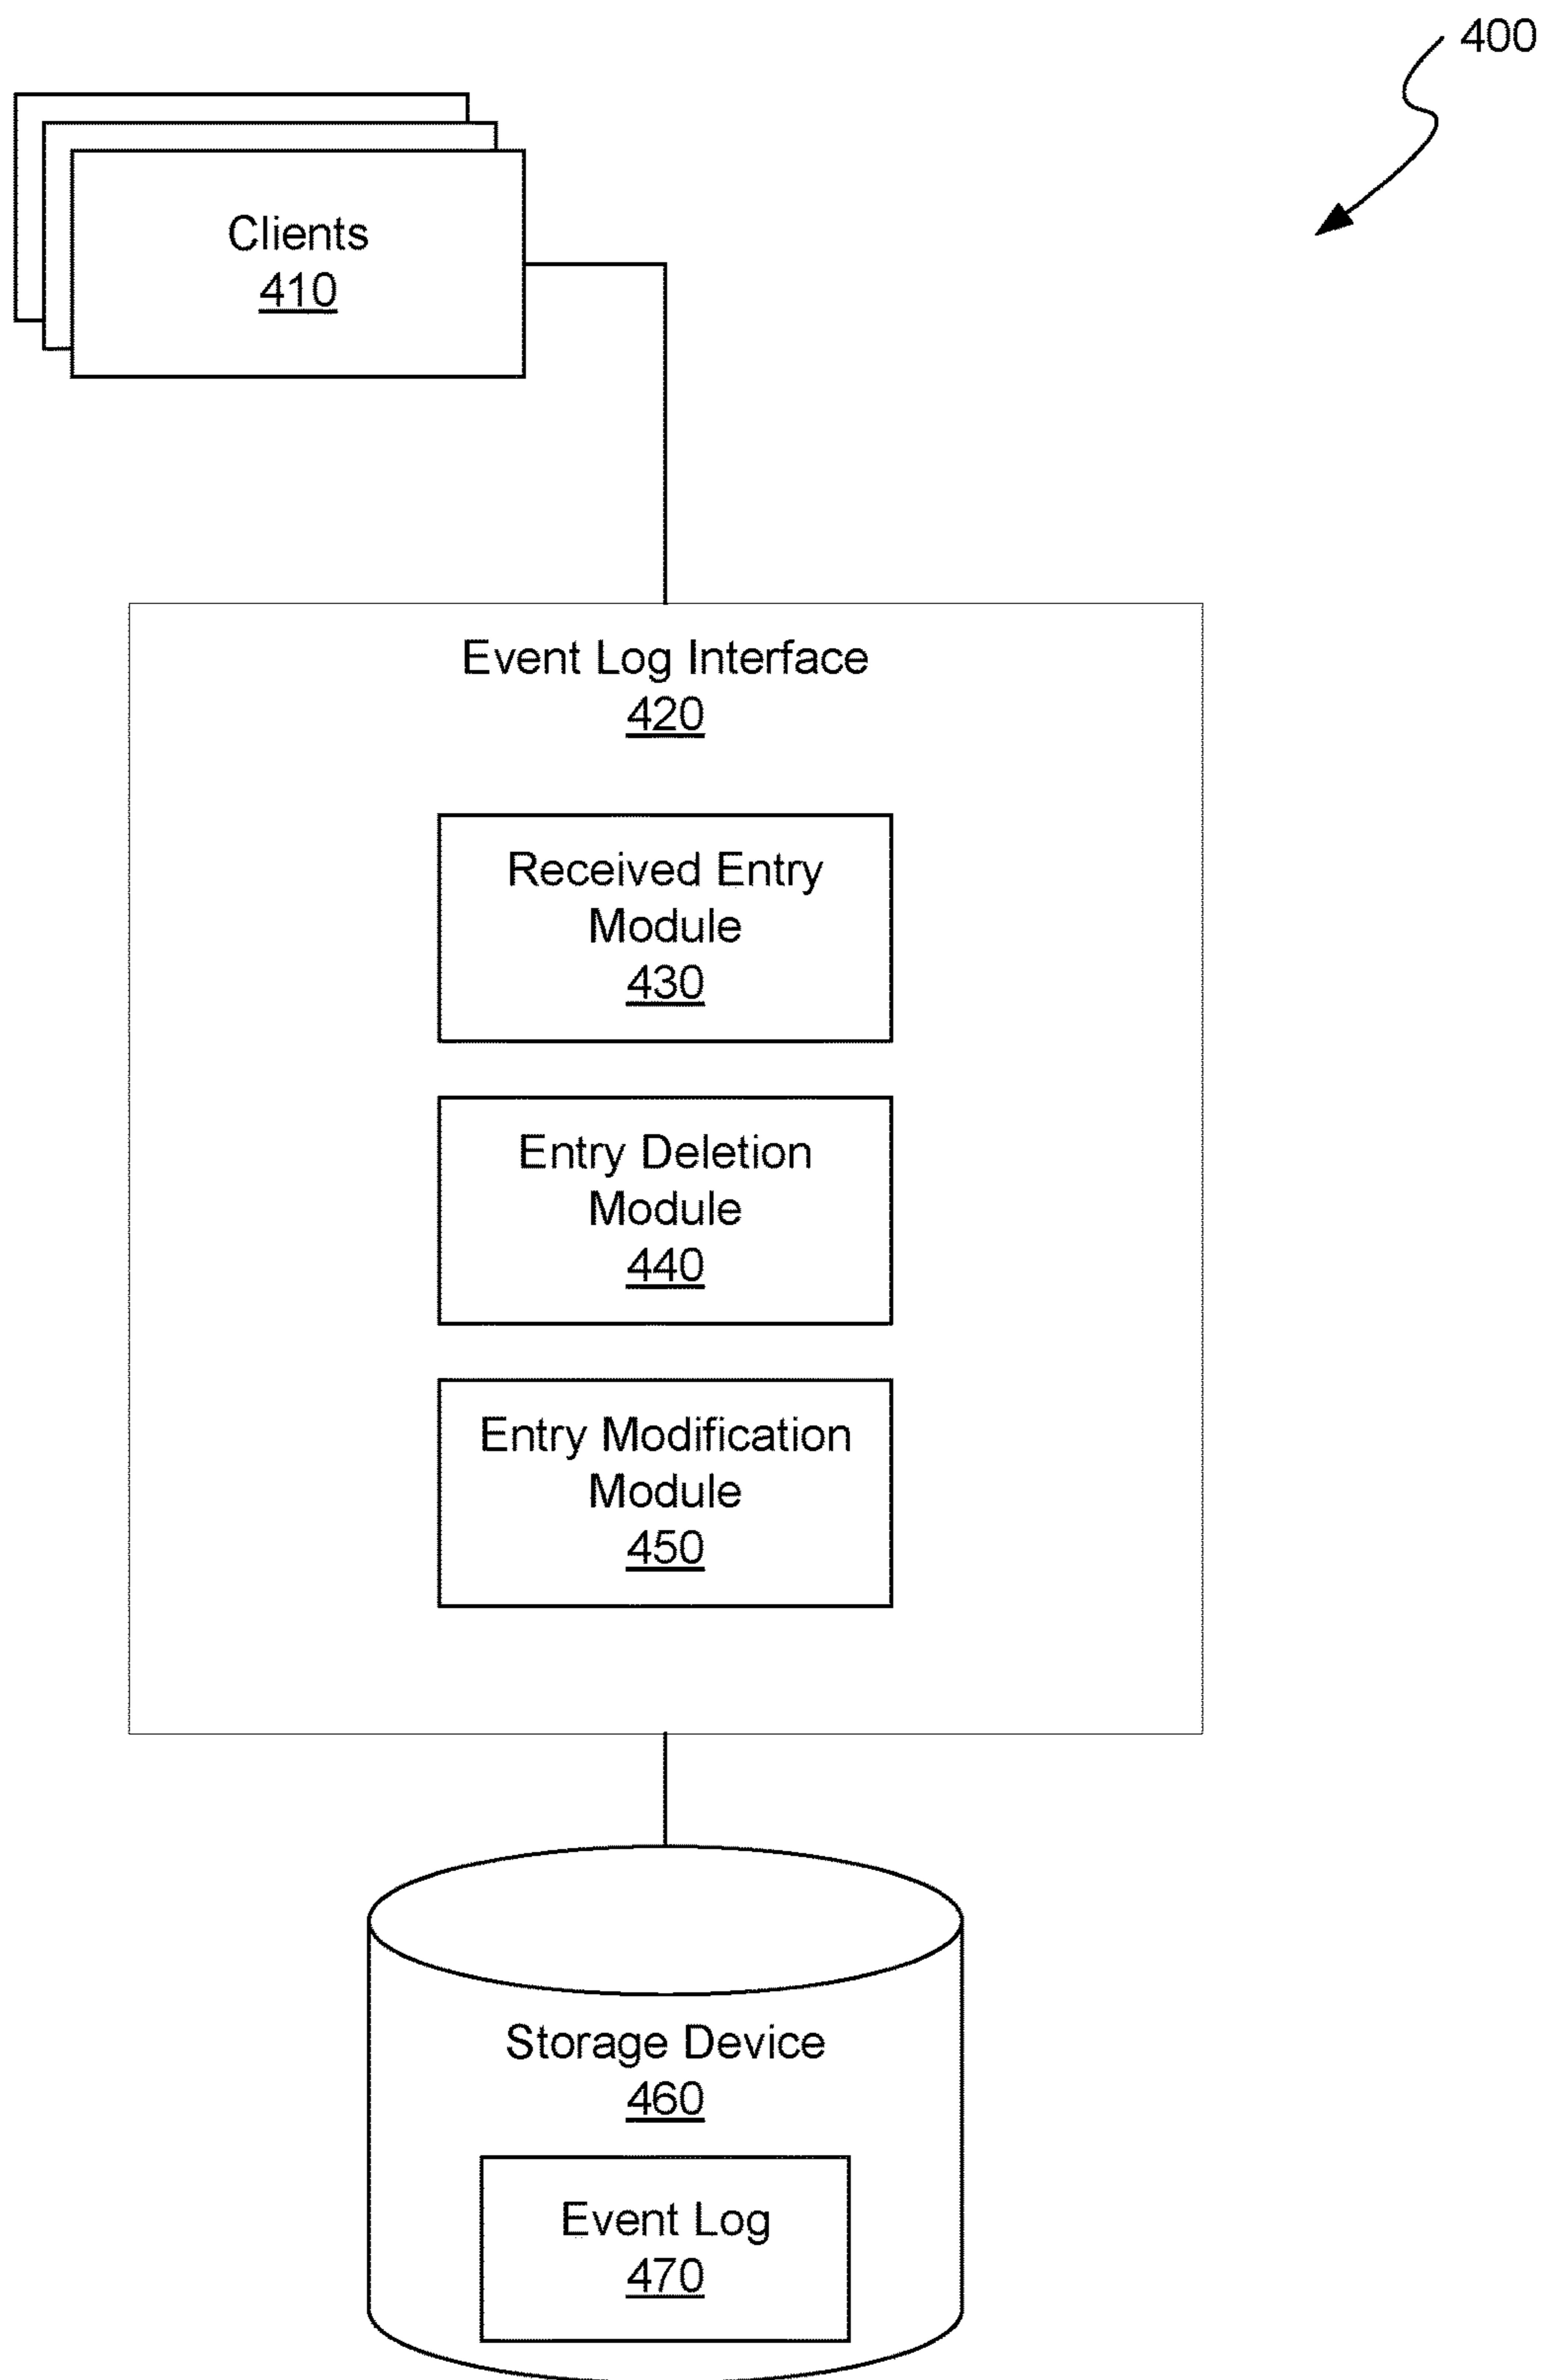 400
Clients
410
Event Log Interface
420
Received Entry
Module
430
Entry Deletion
Module
440
Entry Modification
Module
450
Storage Device
460
Event Log
470